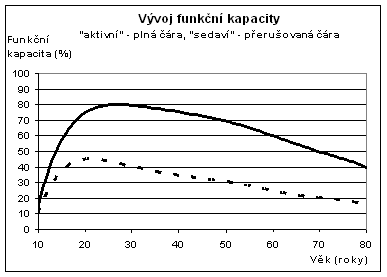 Vývoj funkční kapacity
"aktivní" - plná čára, "sedaví" - přerušovaná čára
Funkční
kapacita (%)
100
90
80
70
60
50
40
30
20
10
0
10 20 30 40 50 60 70 80
Věk (roky)